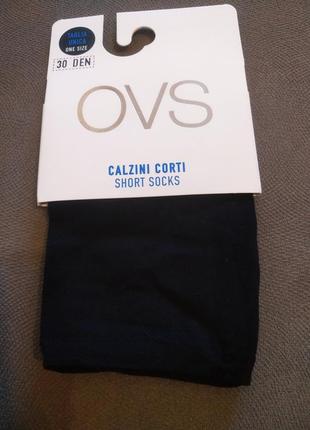 TAGLIA
UNICA
ONE SIZE
30 DEN
OVS
CALZINI CORTI
SHORT SOCKS